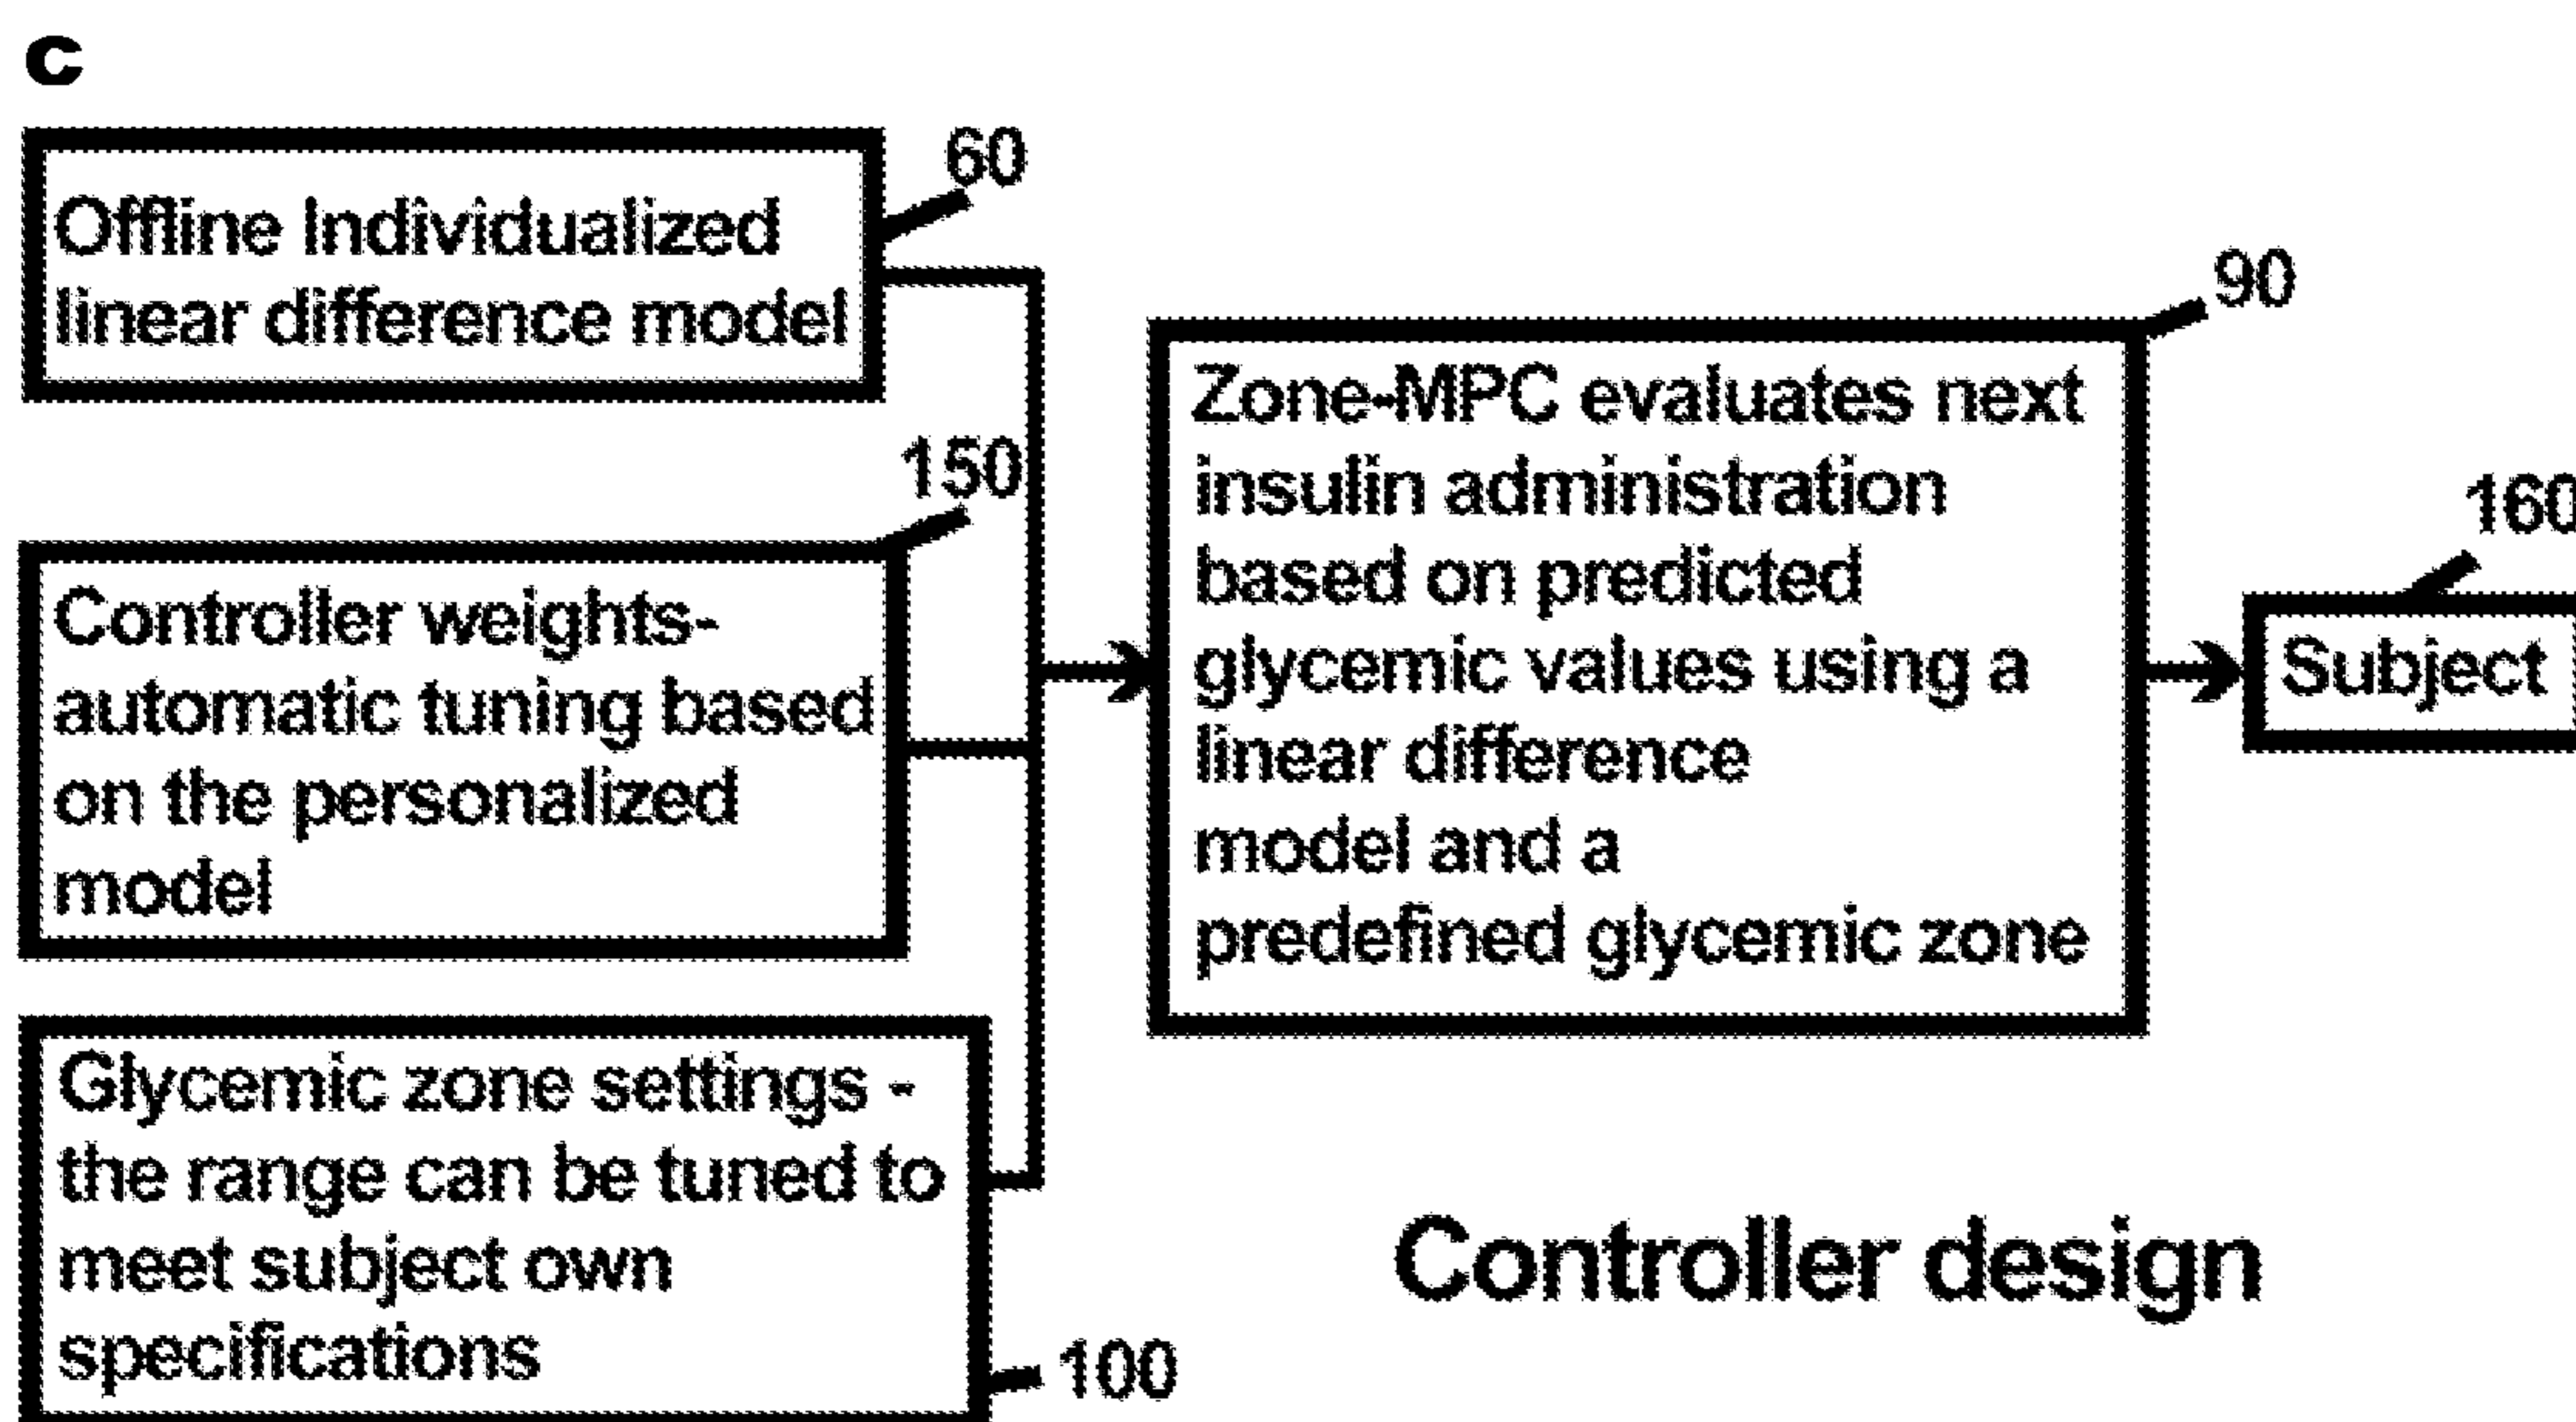 c
60
Offline Individualized
linear difference model
150
Controller weights-
automatic tuning based
on the personalized
model
Glycemic zone settings -
the range can be tuned to
meet subject own
specifications
100
90
Zone-MPC evaluates next
insulin administration
based on predicted
glycemic values using a
linear difference
model and a
predefined glycemic zone
160
Subject
Controller design